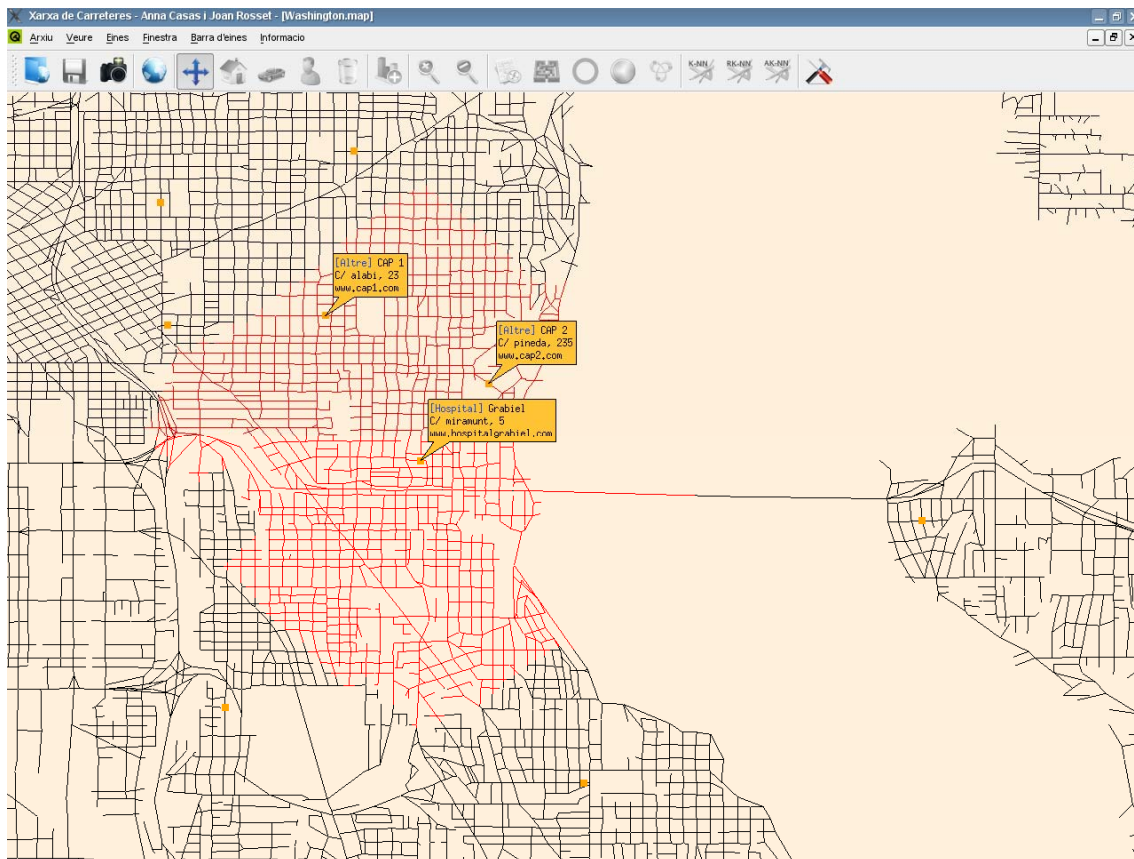 Xarxa de Carreteres - Anna Casas i Joan Rosset - [Washington.map]
Arxiu Veure Eines Finestra Barra d'eines Informacio
K-NN RK-NN AK-NN
[Altre] CAP 1
C/ alabi, 23
www.cap1.com
[Altre] CAP 2
C/ pineda, 235
www.cap2.com
[Hospital] Grabiel
C/ miramunt, 5
www.hospitalgrabiel.com